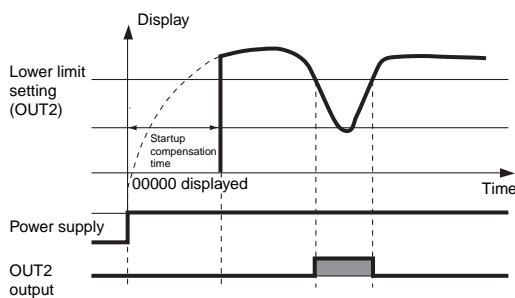 Display
Lower limit
setting
(OUT2)
Startup
compensation
time
00000 displayed
Time
Power supply
OUT2
output